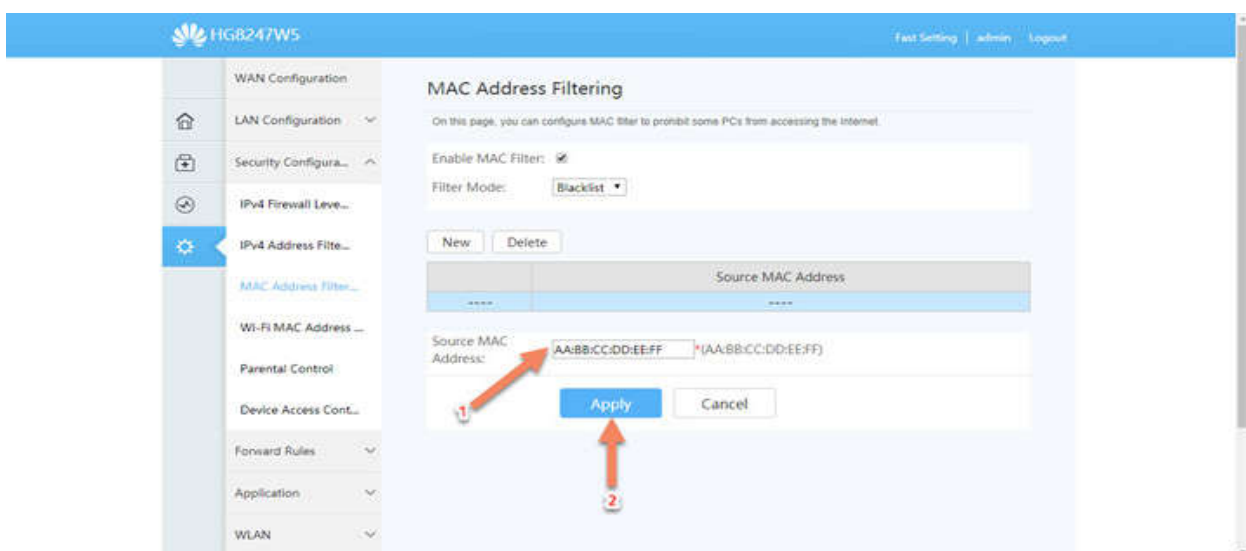 HG8247W5
Fast Setting | admin Logout
WAN Configuration
LAN Configuration
Security Configura...
IPv4 Firewall Leve...
IPv4 Address Filte...
MAC Address Filter...
Wi-Fi MAC Address ...
Parental Control
Device Access Cont...
Forward Rules
Application
WLAN
MAC Address Filtering
On this page, you can configure MAC filter to prohibit some PCs from accessing the Internet.
Enable MAC Filter:
Filter Mode: Blacklist
New Delete
Source MAC Address
---- ----
Source MAC
Address:
AA:BB:CC:DD:EE:FF *(AA:BB:CC:DD:EE:FF)
1
Apply Cancel
2